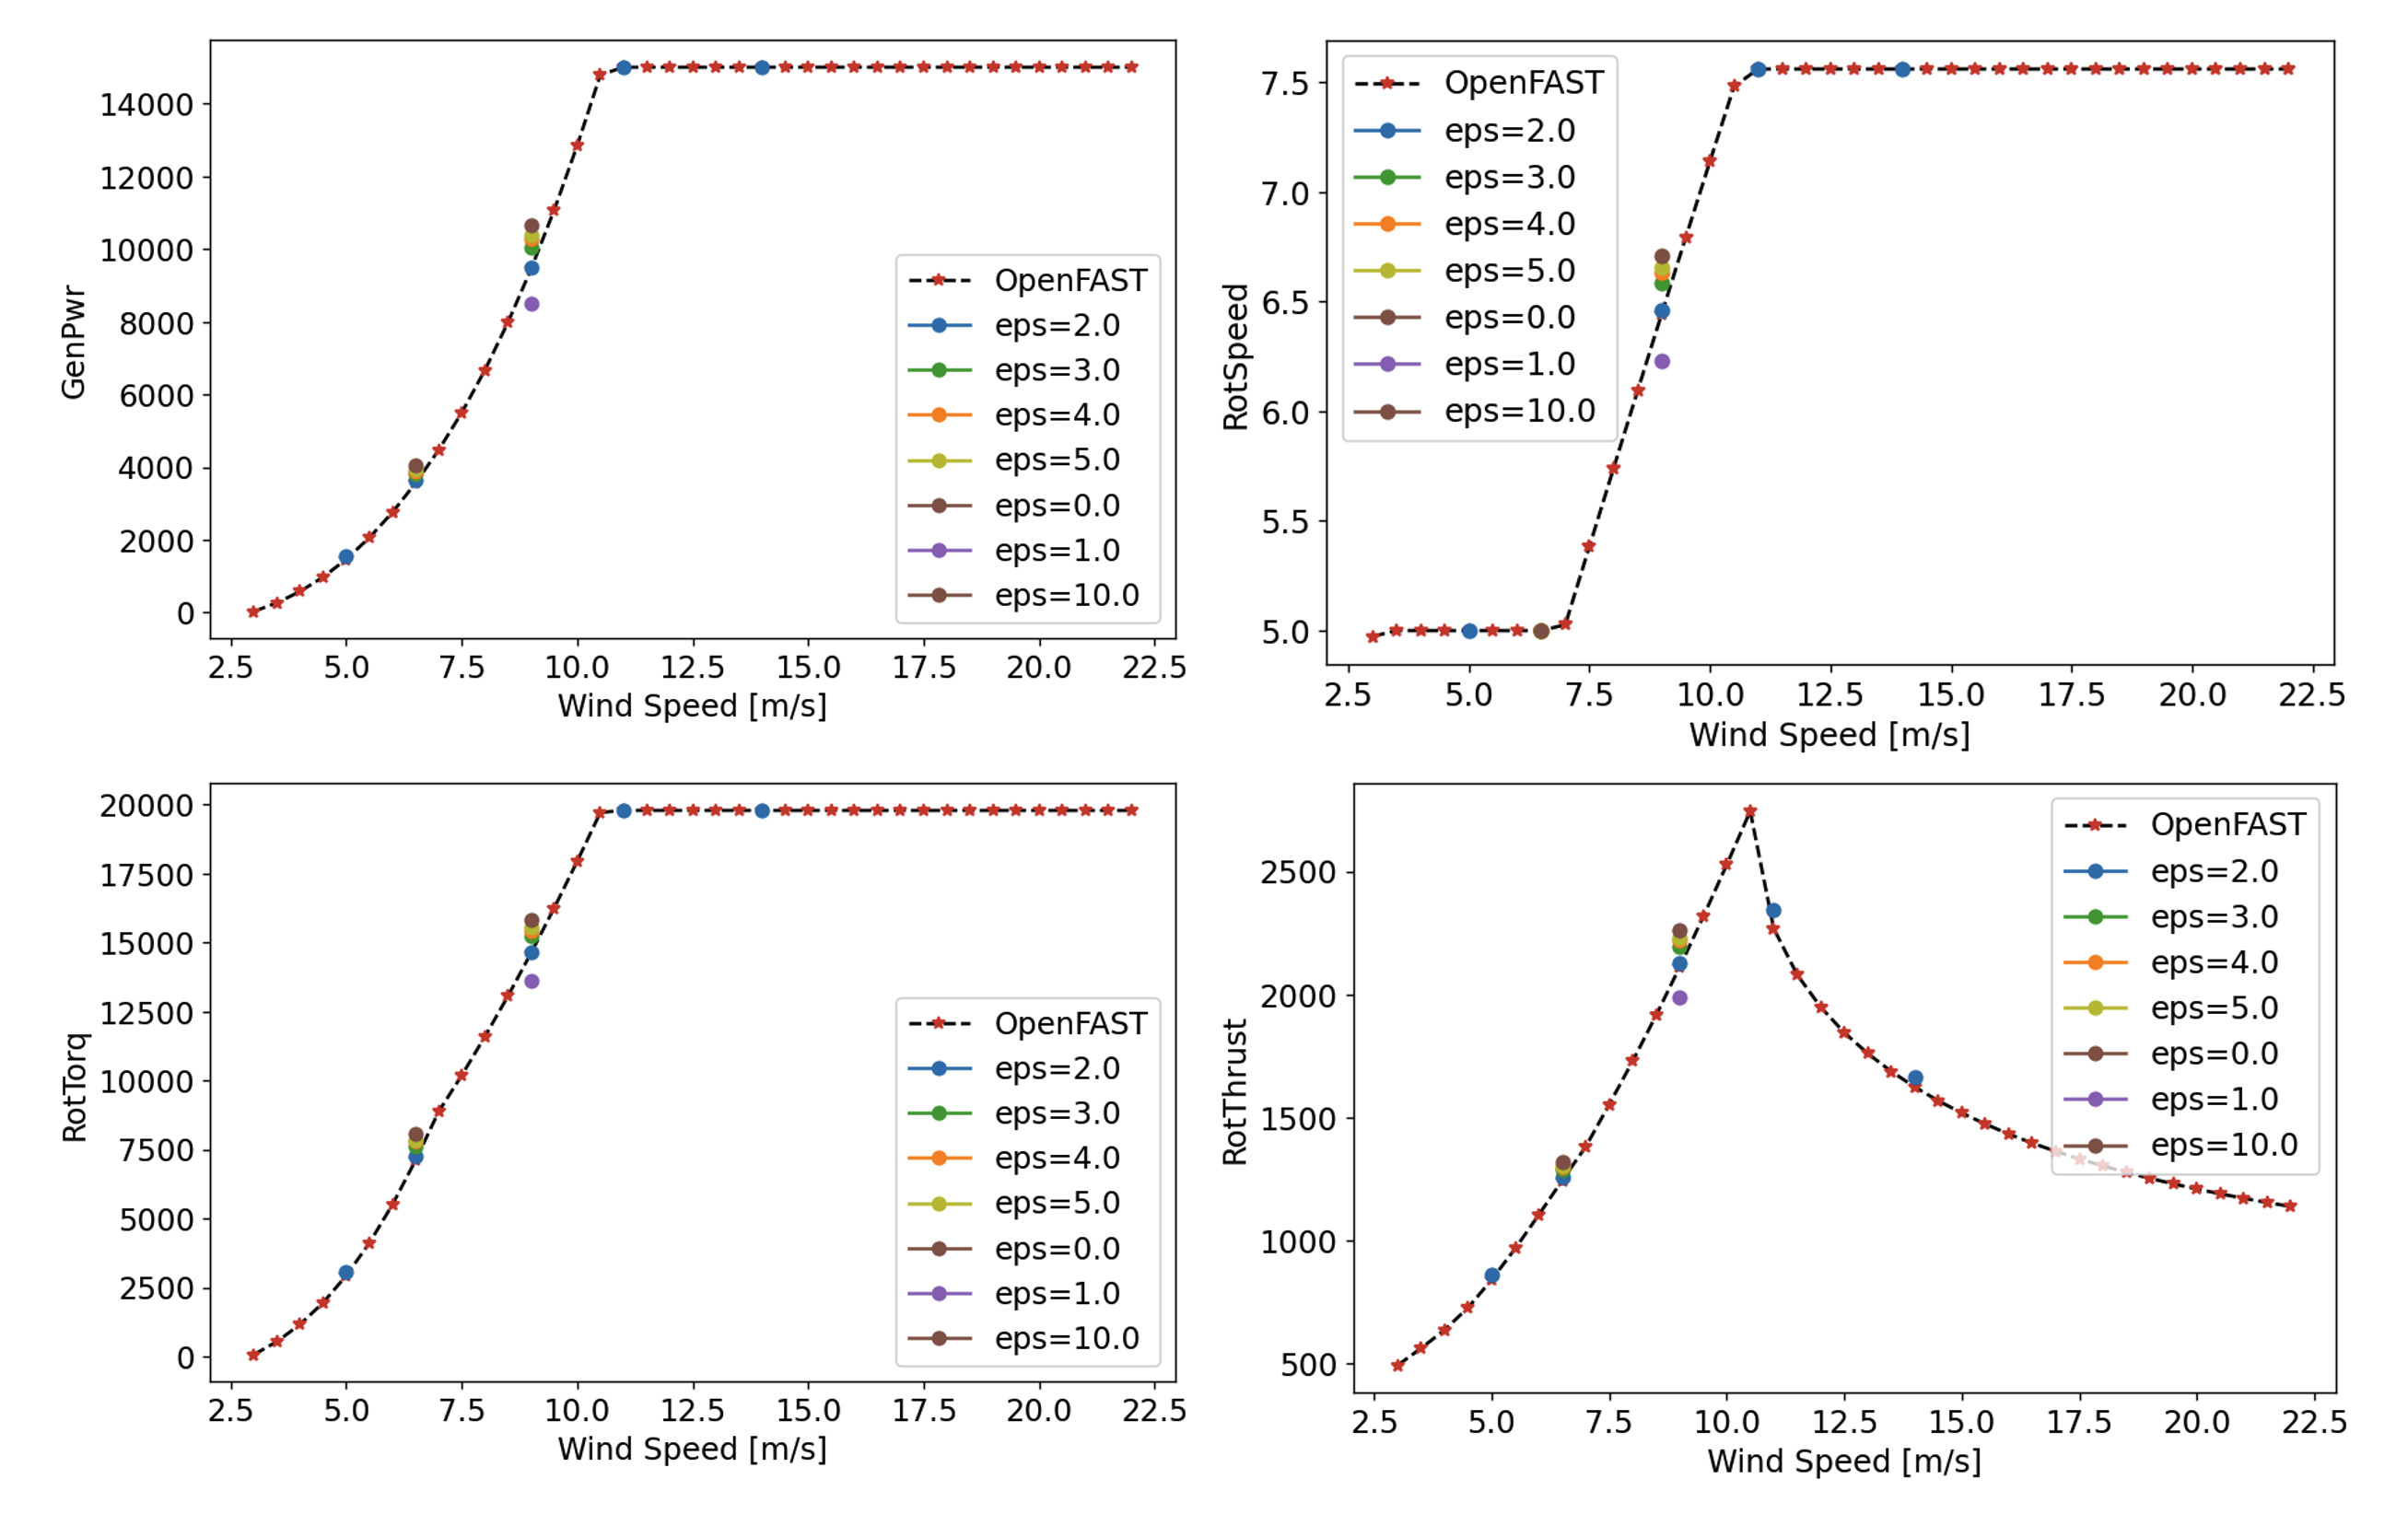 GenPwr
14000
12000
10000
8000
6000
4000
2000
0
2.5 5.0 7.5 10.0 12.5 15.0 17.5 20.0 22.5
Wind Speed [m/s]
OpenFAST
eps=2.0
eps=3.0
eps=4.0
eps=5.0
eps=0.0
eps=1.0
eps=10.0
RotSpeed
7.5
7.0
6.5
6.0
5.5
5.0
2.5 5.0 7.5 10.0 12.5 15.0 17.5 20.0 22.5
Wind Speed [m/s]
OpenFAST
eps=2.0
eps=3.0
eps=4.0
eps=5.0
eps=0.0
eps=1.0
eps=10.0
RotTorq
20000
17500
15000
12500
10000
7500
5000
2500
0
2.5 5.0 7.5 10.0 12.5 15.0 17.5 20.0 22.5
Wind Speed [m/s]
OpenFAST
eps=2.0
eps=3.0
eps=4.0
eps=5.0
eps=0.0
eps=1.0
eps=10.0
RotThrust
2500
2000
1500
1000
500
2.5 5.0 7.5 10.0 12.5 15.0 17.5 20.0 22.5
Wind Speed [m/s]
OpenFAST
eps=2.0
eps=3.0
eps=4.0
eps=5.0
eps=0.0
eps=1.0
eps=10.0